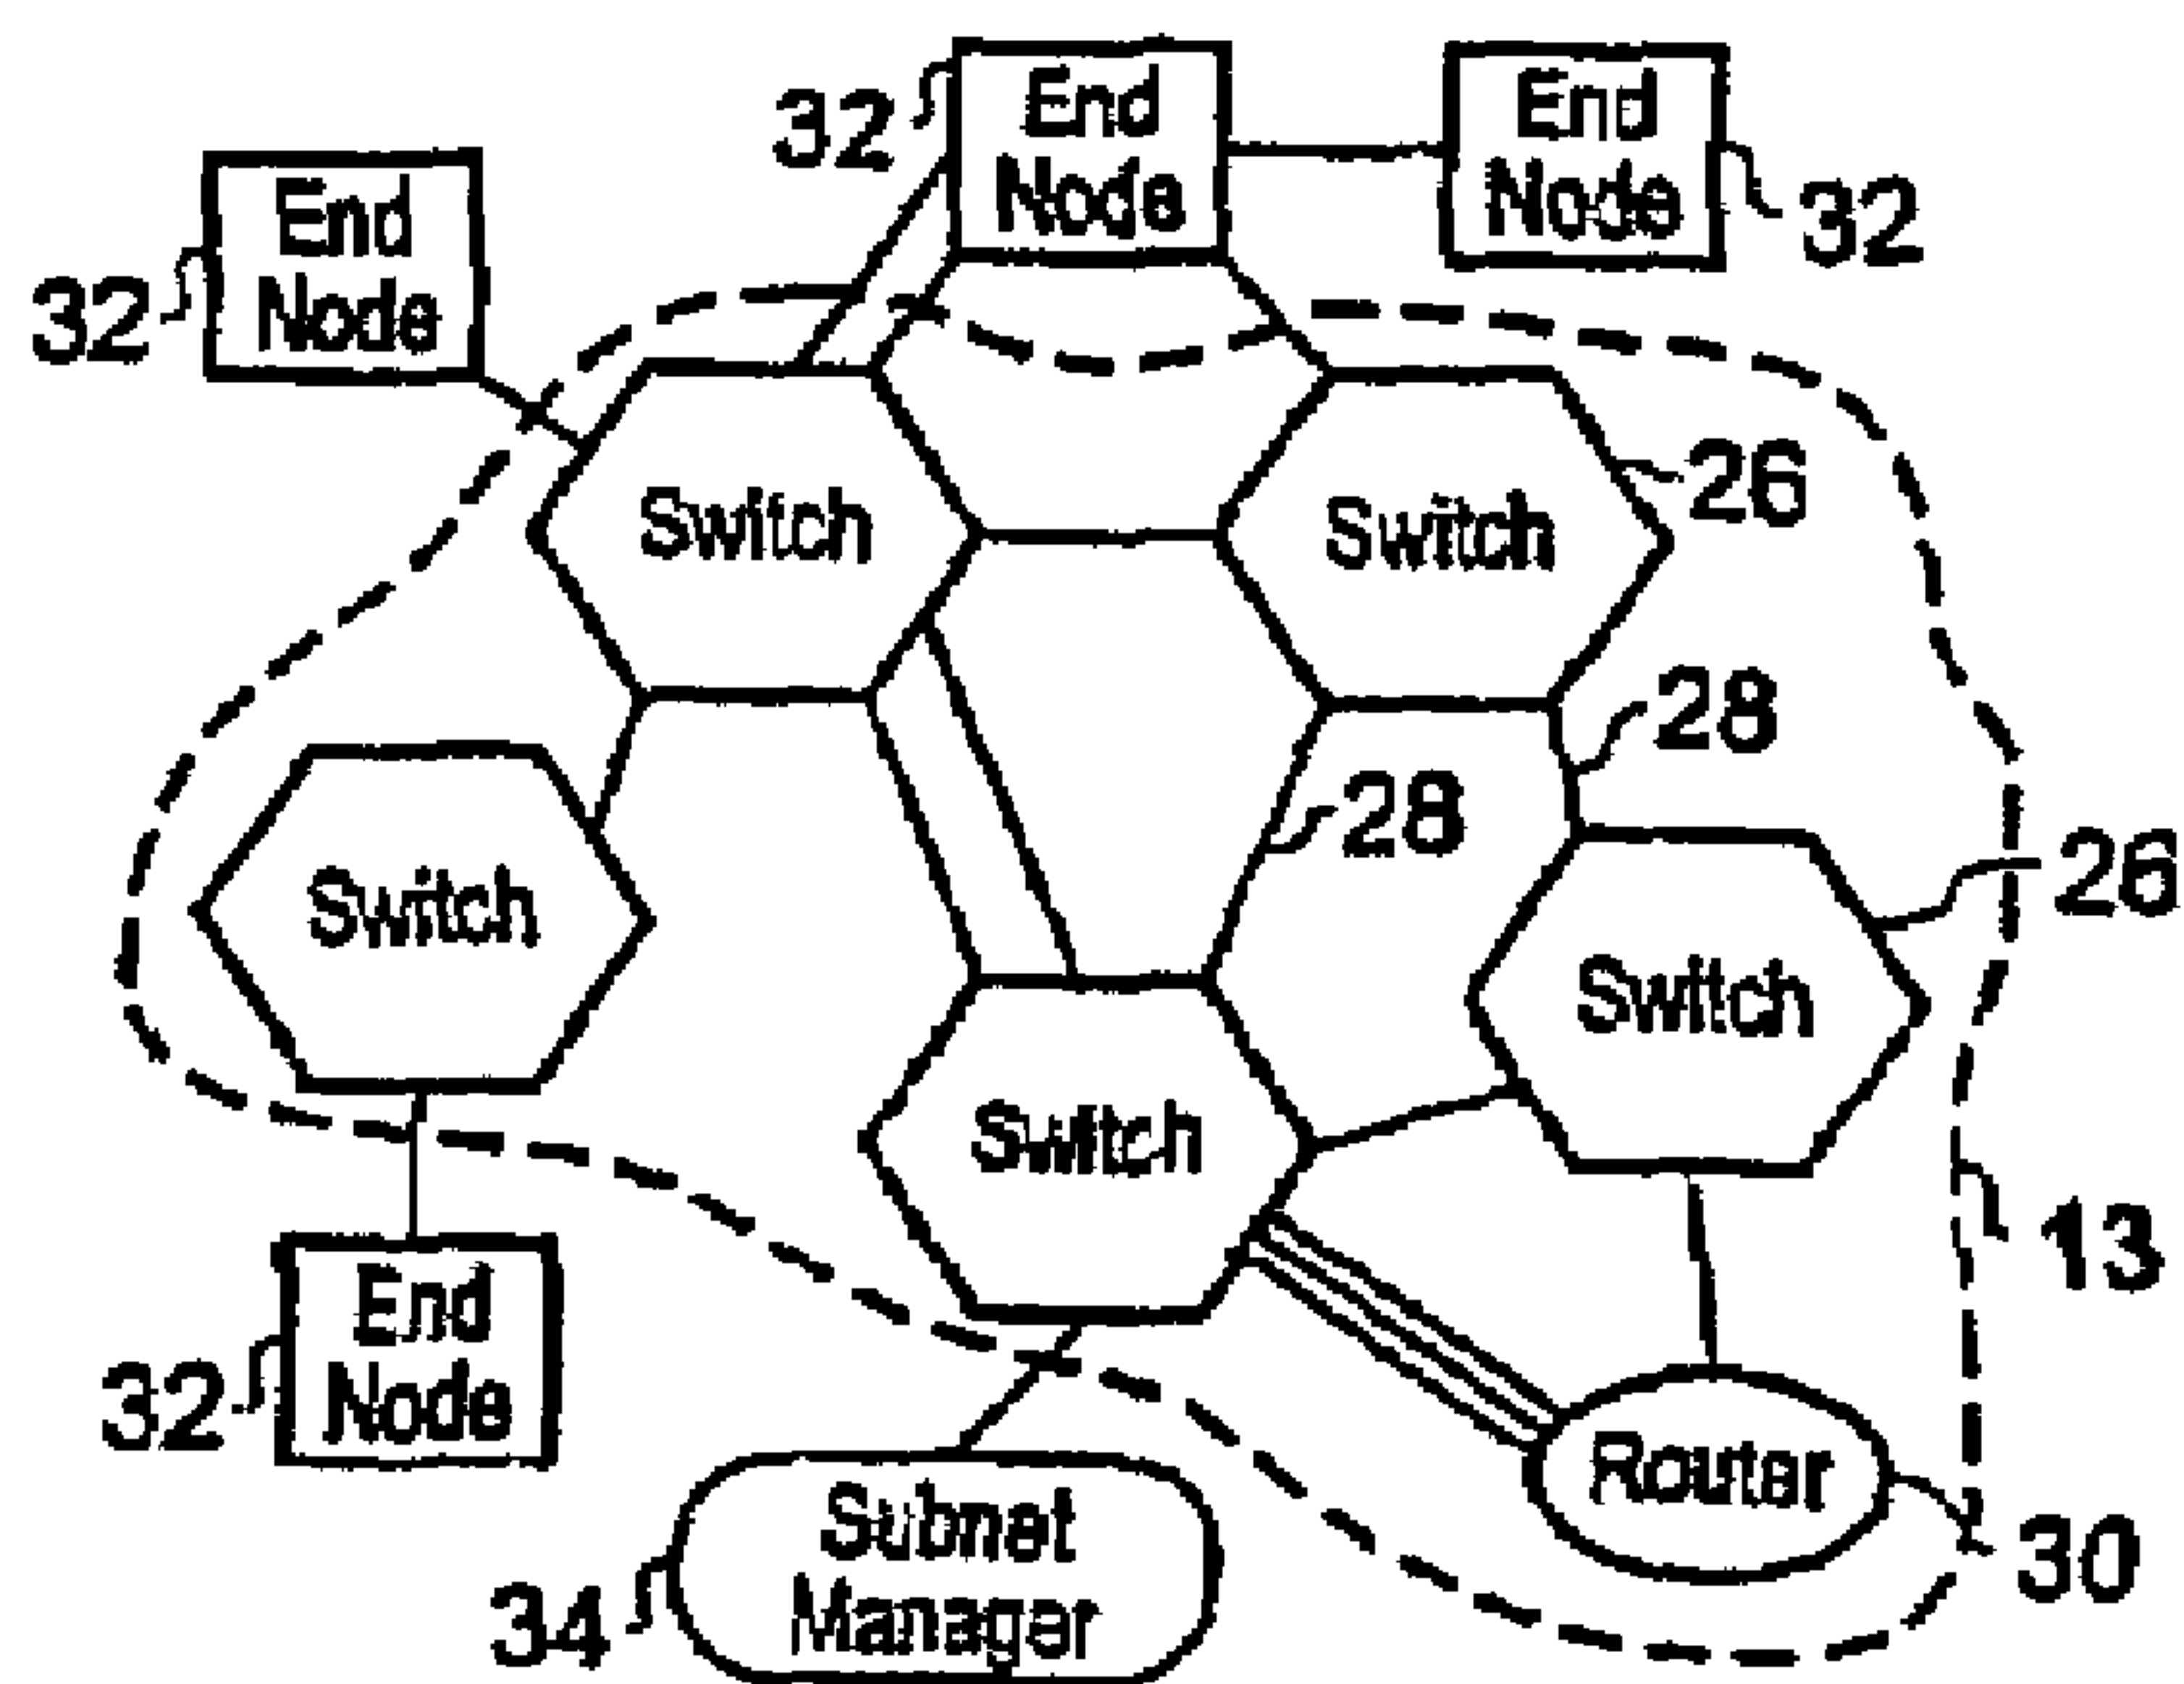 32
End
Node
End
Node
32
End
Node
32
32
Switch
Switch
26
28
28
26
Switch
Switch
Switch
13
End
Node
32
Router
30
Subnet
Manager
34